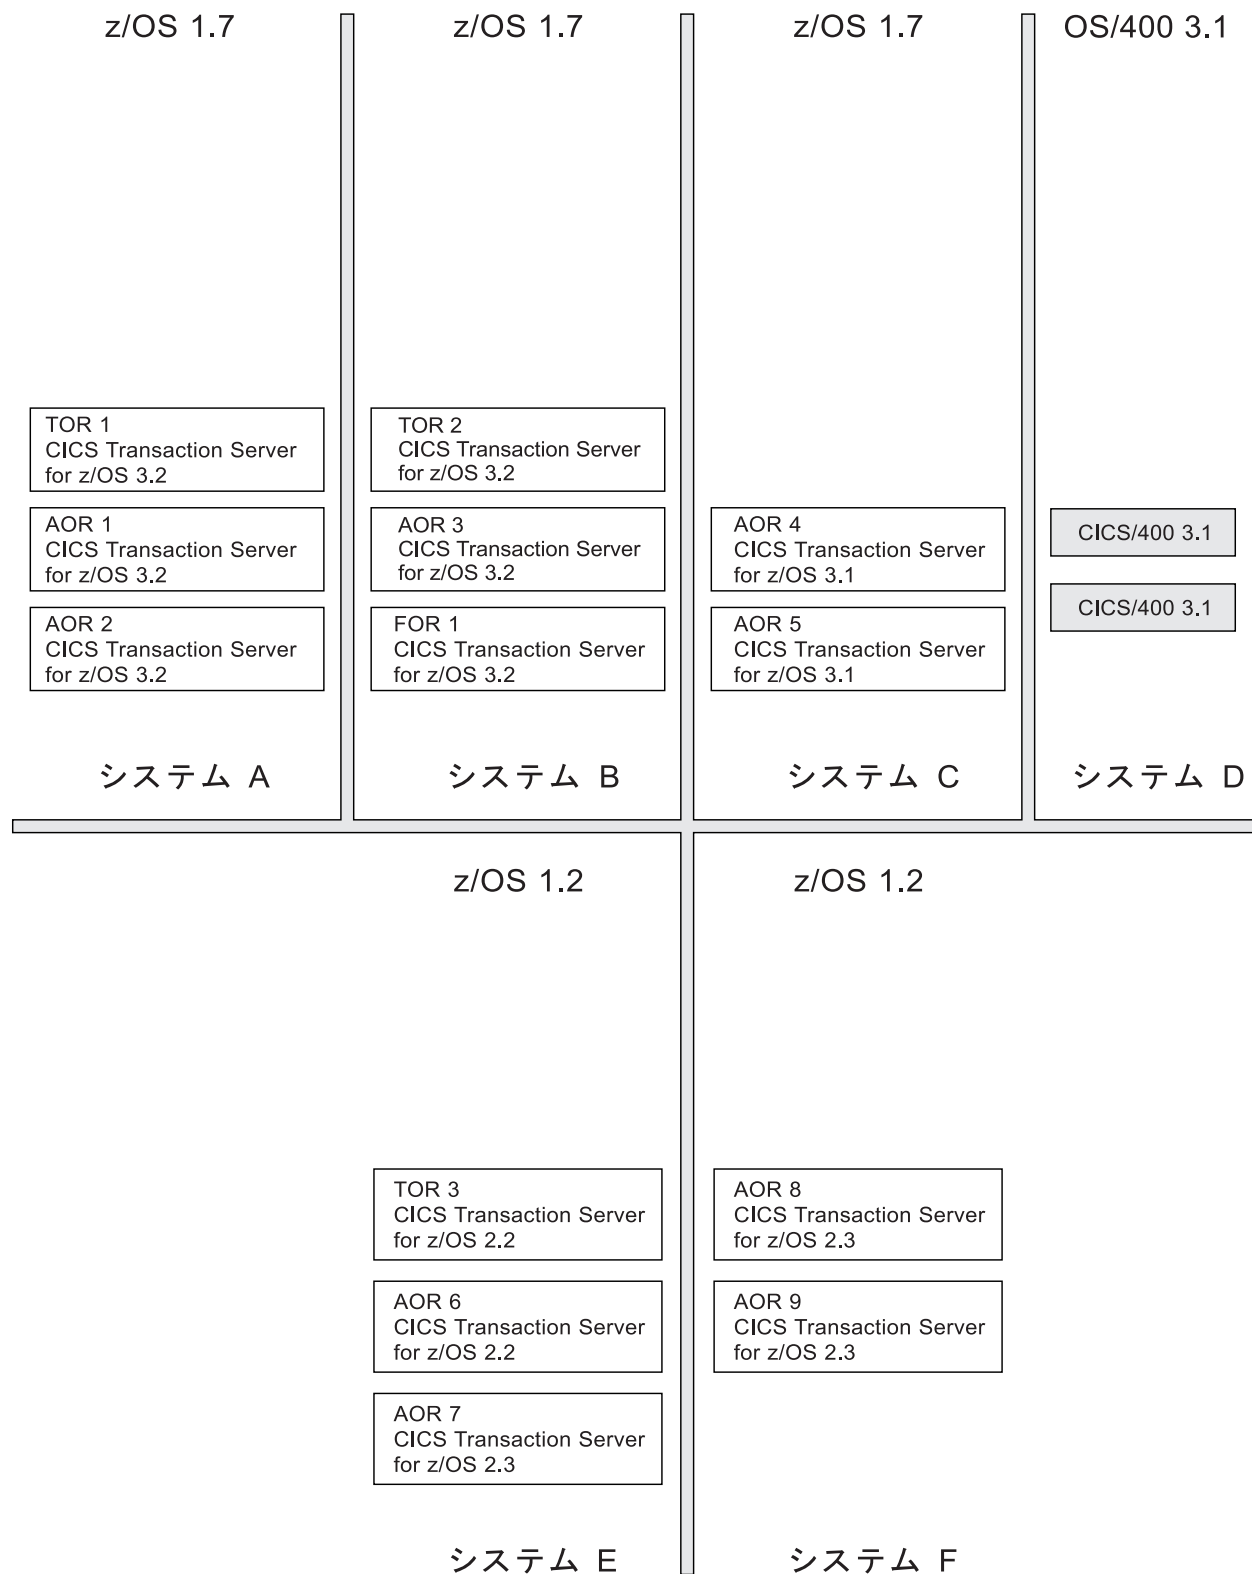 z/OS 1.7
z/OS 1.7
z/OS 1.7
OS/400 3.1
TOR 1
CICS Transaction Server
for z/OS 3.2
AOR 1
CICS Transaction Server
for z/OS 3.2
AOR 2
CICS Transaction Server
for z/OS 3.2
システム A
TOR 2
CICS Transaction Server
for z/OS 3.2
AOR 3
CICS Transaction Server
for z/OS 3.2
FOR 1
CICS Transaction Server
for z/OS 3.2
システム B
AOR 4
CICS Transaction Server
for z/OS 3.1
AOR 5
CICS Transaction Server
for z/OS 3.1
システム C
CICS/400 3.1
CICS/400 3.1
システム D
z/OS 1.2
z/OS 1.2
TOR 3
CICS Transaction Server
for z/OS 2.2
AOR 6
CICS Transaction Server
for z/OS 2.2
AOR 7
CICS Transaction Server
for z/OS 2.3
システム E
AOR 8
CICS Transaction Server
for z/OS 2.3
AOR 9
CICS Transaction Server
for z/OS 2.3
システム F